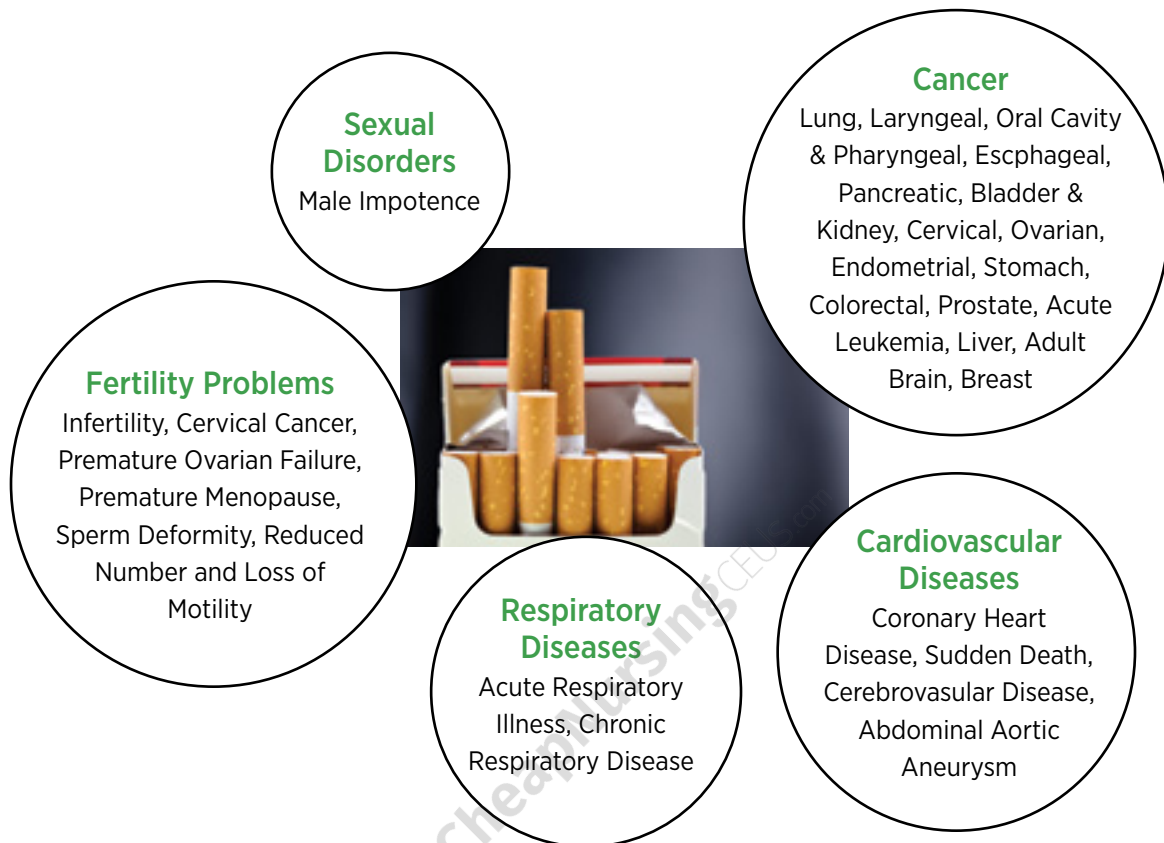 Sexual
Disorders
Male Impotence
Cancer
Lung, Laryngeal, Oral Cavity
& Pharyngeal, Escphageal,
Pancreatic, Bladder &
Kidney, Cervical, Ovarian,
Endometrial, Stomach,
Colorectal, Prostate, Acute
Leukemia, Liver, Adult
Brain, Breast
Fertility Problems
Infertility, Cervical Cancer,
Premature Ovarian Failure,
Premature Menopause,
Sperm Deformity, Reduced
Number and Loss of
Motility
Respiratory
Diseases
Acute Respiratory
Illness, Chronic
Respiratory Disease
Cardiovascular
Diseases
Coronary Heart
Disease, Sudden Death,
Cerebrovasular Disease,
Abdominal Aortic
Aneurysm
CheapNursingCEUS.com